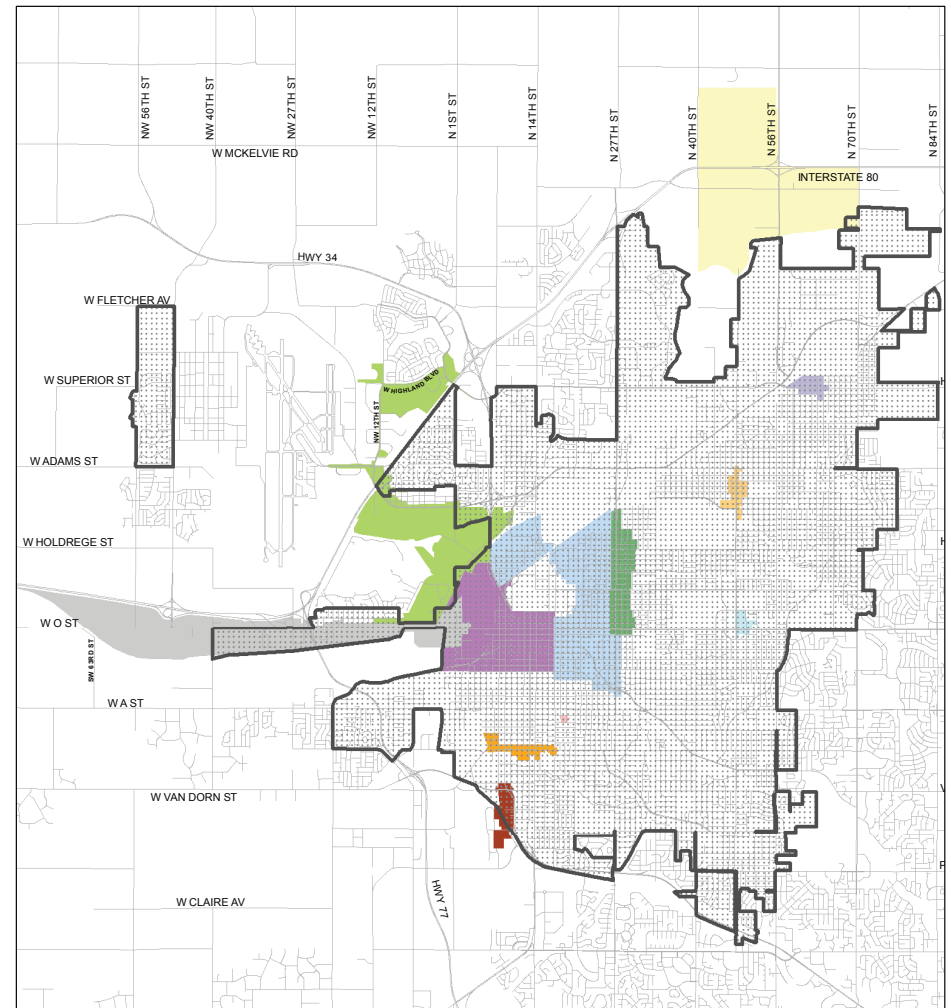 NW 56TH ST
NW 40TH ST
NW 27TH ST
NW 12TH ST
N 1ST ST
N 14TH ST
N 27TH ST
N 40TH ST
N 56TH ST
N 70TH ST
N 84TH ST
W MCKELVIE RD
INTERSTATE 80
HWY 34
W FLETCHER AV
W SUPERIOR ST
W HIGHLAND BLVD
NW 12TH ST
W ADAMS ST
W HOLDREGE ST
W O ST
SW 63RD ST
W A ST
W VAN DORN ST
HWY 77
W CLAIRE AV